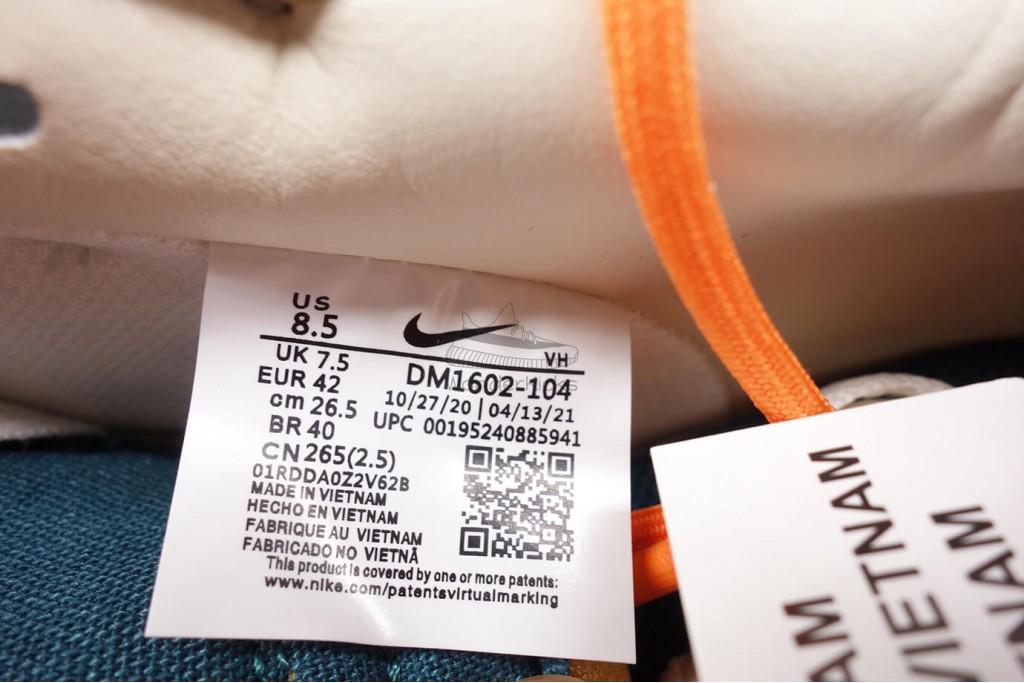 US
8.5
VH
UK 7.5
EUR 42
cm 26.5
BR 40
CN 265(2.5)
DM1602-104
10/27/20 | 04/13/21
UPC 00195240885941
01RDDA0Z2V62B
MADE IN VIETNAM
HECHO EN VIETNAM
FABRIQUE AU VIETNAM
FABRICADO NO VIETNÃ
This product is covered by one or more patents:
www.nike.com/patentsvirtualmarking
VIETNAM